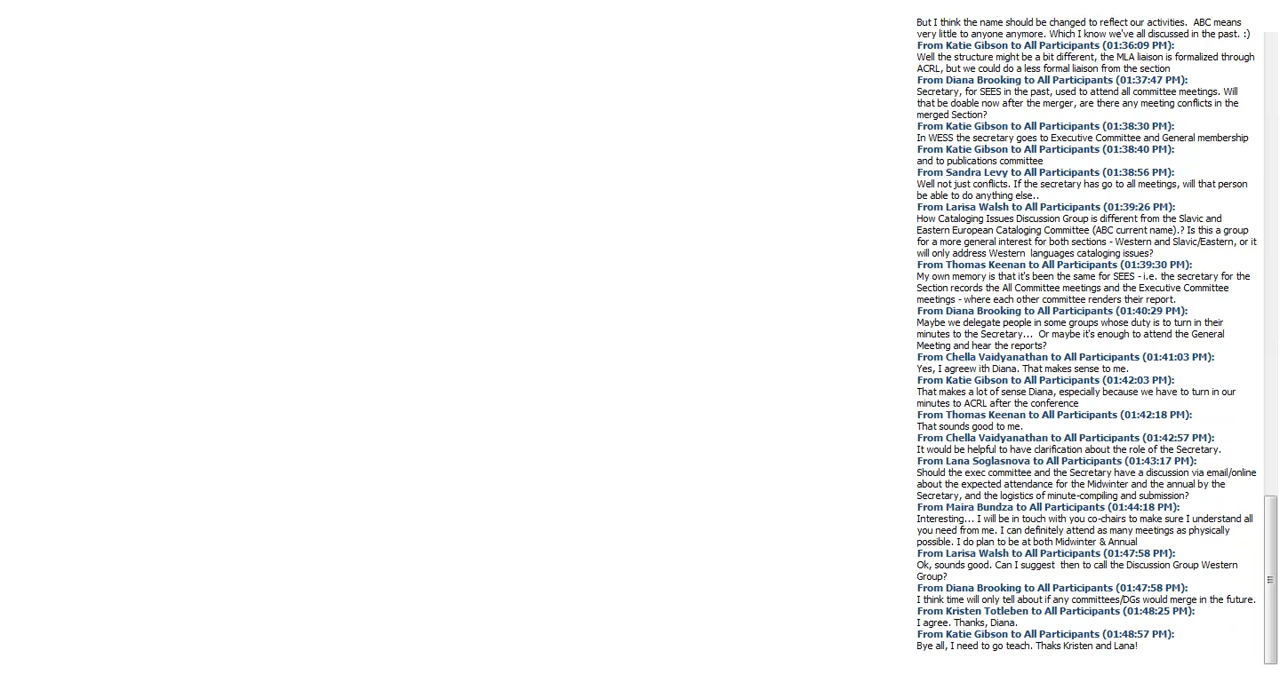 But I think the name should be changed to reflect our activities.  ABC means
very little to anyone anymore. Which I know we've all discussed in the past. :)
From Katie Gibson to All Participants (01:36:09 PM):
Well the structure might be a bit different, the MLA liaison is formalized through
ACRL, but we could do a less formal liaison from the section
From Diana Brooking to All Participants (01:37:47 PM):
Secretary, for SEES in the past, used to attend all committee meetings. Will
that be doable now after the merger, are there any meeting conflicts in the
merged Section?
From Katie Gibson to All Participants (01:38:30 PM):
In WESS the secretary goes to Executive Committee and General membership
From Katie Gibson to All Participants (01:38:40 PM):
and to publications committee
From Sandra Levy to All Participants (01:38:56 PM):
Well not just conflicts. If the secretary has go to all meetings, will that person
be able to do anything else..
From Larisa Walsh to All Participants (01:39:26 PM):
How Cataloging Issues Discussion Group is different from the Slavic and
Eastern European Cataloging Committee (ABC current name).? Is this a group
for a more general interest for both sections - Western and Slavic/Eastern, or it
will only address Western  languages cataloging issues?
From Thomas Keenan to All Participants (01:39:30 PM):
My own memory is that it's been the same for SEES - i.e. the secretary for the
Section records the All Committee meetings and the Executive Committee
meetings - where each other committee renders their report.
From Diana Brooking to All Participants (01:40:29 PM):
Maybe we delegate people in some groups whose duty is to turn in their
minutes to the Secretary...  Or maybe it's enough to attend the General
Meeting and hear the reports?
From Chella Vaidyanathan to All Participants (01:41:03 PM):
Yes, I agreew ith Diana. That makes sense to me.
From Katie Gibson to All Participants (01:42:03 PM):
That makes a lot of sense Diana, especially because we have to turn in our
minutes to ACRL after the conference
From Thomas Keenan to All Participants (01:42:18 PM):
That sounds good to me.
From Chella Vaidyanathan to All Participants (01:42:57 PM):
It would be helpful to have clarification about the role of the Secretary.
From Lana Soglasnova to All Participants (01:43:17 PM):
Should the exec committee and the Secretary have a discussion via email/online
about the expected attendance for the Midwinter and the annual by the
Secretary, and the logistics of minute-compiling and submission?
From Maira Bundza to All Participants (01:44:18 PM):
Interesting... I will be in touch with you co-chairs to make sure I understand all
you need from me. I can definitely attend as many meetings as physically
possible. I do plan to be at both Midwinter & Annual
From Larisa Walsh to All Participants (01:47:58 PM):
Ok, sounds good. Can I suggest  then to call the Discussion Group Western
Group?
From Diana Brooking to All Participants (01:47:58 PM):
I think time will only tell about if any committees/DGs would merge in the future.
From Kristen Totleben to All Participants (01:48:25 PM):
I agree. Thanks, Diana.
From Katie Gibson to All Participants (01:48:57 PM):
Bye all, I need to go teach. Thaks Kristen and Lana!